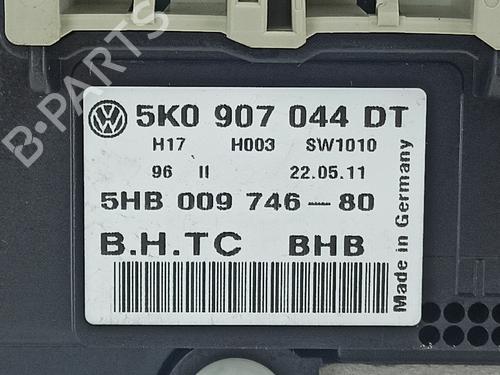 5K0 907 044 DT
H17 H003 SW1010
96 II 22.05.11
5HB 009 746-80
B.H.TC BHB
Made in Germany
B-PARTS